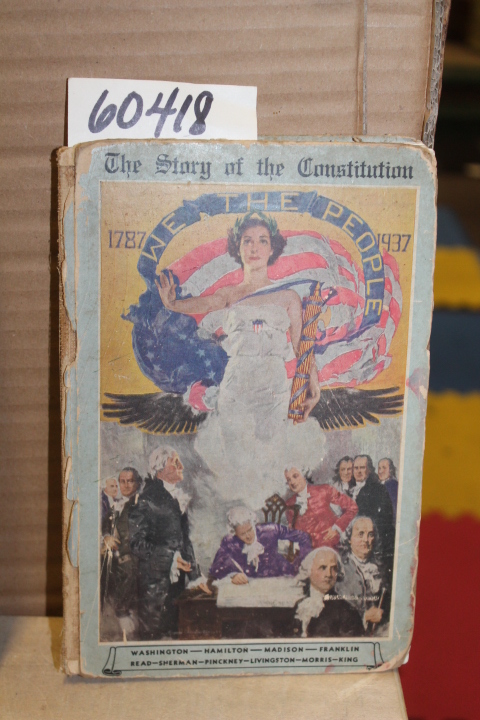 60418
The Story of the Constitution
WE THE PEOPLE
1787 1937
WASHINGTON — HAMILTON — MADISON — FRANKLIN
READ—SHERMAN—PINCKNEY—LIVINGSTON—MORRIS—KING